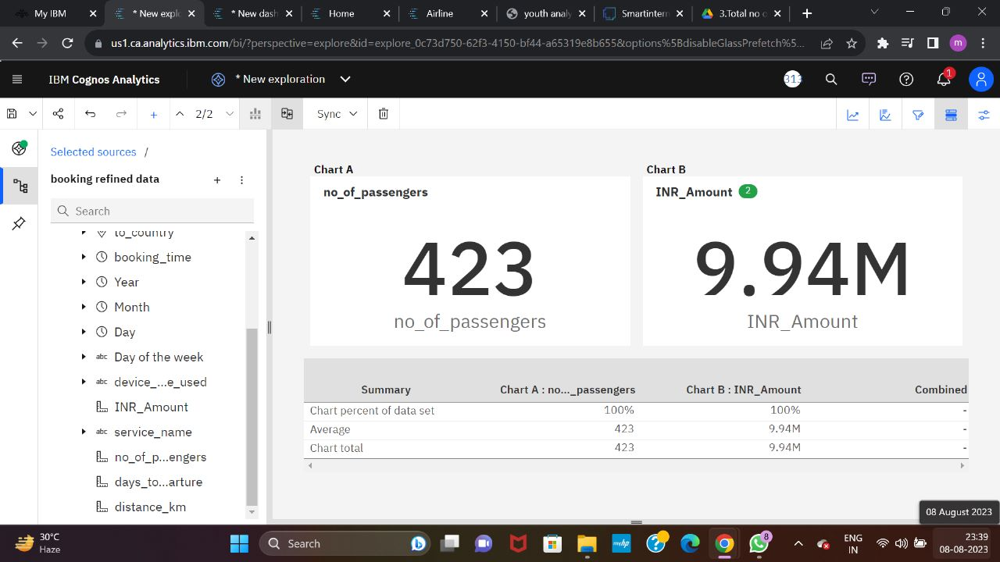 My IBM
* New explo
* New dash
Home
Airline
youth analy
Smartintern
3.Total no o
us1.ca.analytics.ibm.com/bi/?perspective=explore&id=explore_0c73d750-62f3-4150-bf44-a65319e8b655&options%5BdisableGlassPrefetch%5...
m
IBM Cognos Analytics
* New exploration
313
1
2/2
Sync
Selected sources /
booking refined data
Search
to_country
booking_time
Year
Month
Day
abc Day of the week
abc device_...e_used
INR_Amount
abc service_name
no_of_p...engers
days_to...arture
distance_km
Chart A
no_of_passengers
423
no_of_passengers
Chart B
INR_Amount 2
9.94M
INR_Amount
Summary Chart A : no..._passengers Chart B : INR_Amount Combined
Chart percent of data set 100% 100% -
Average 423 9.94M -
Chart total 423 9.94M -
08 August 2023
30°C
Haze
Search
myhp
8
ENG
IN
23:39
08-08-2023